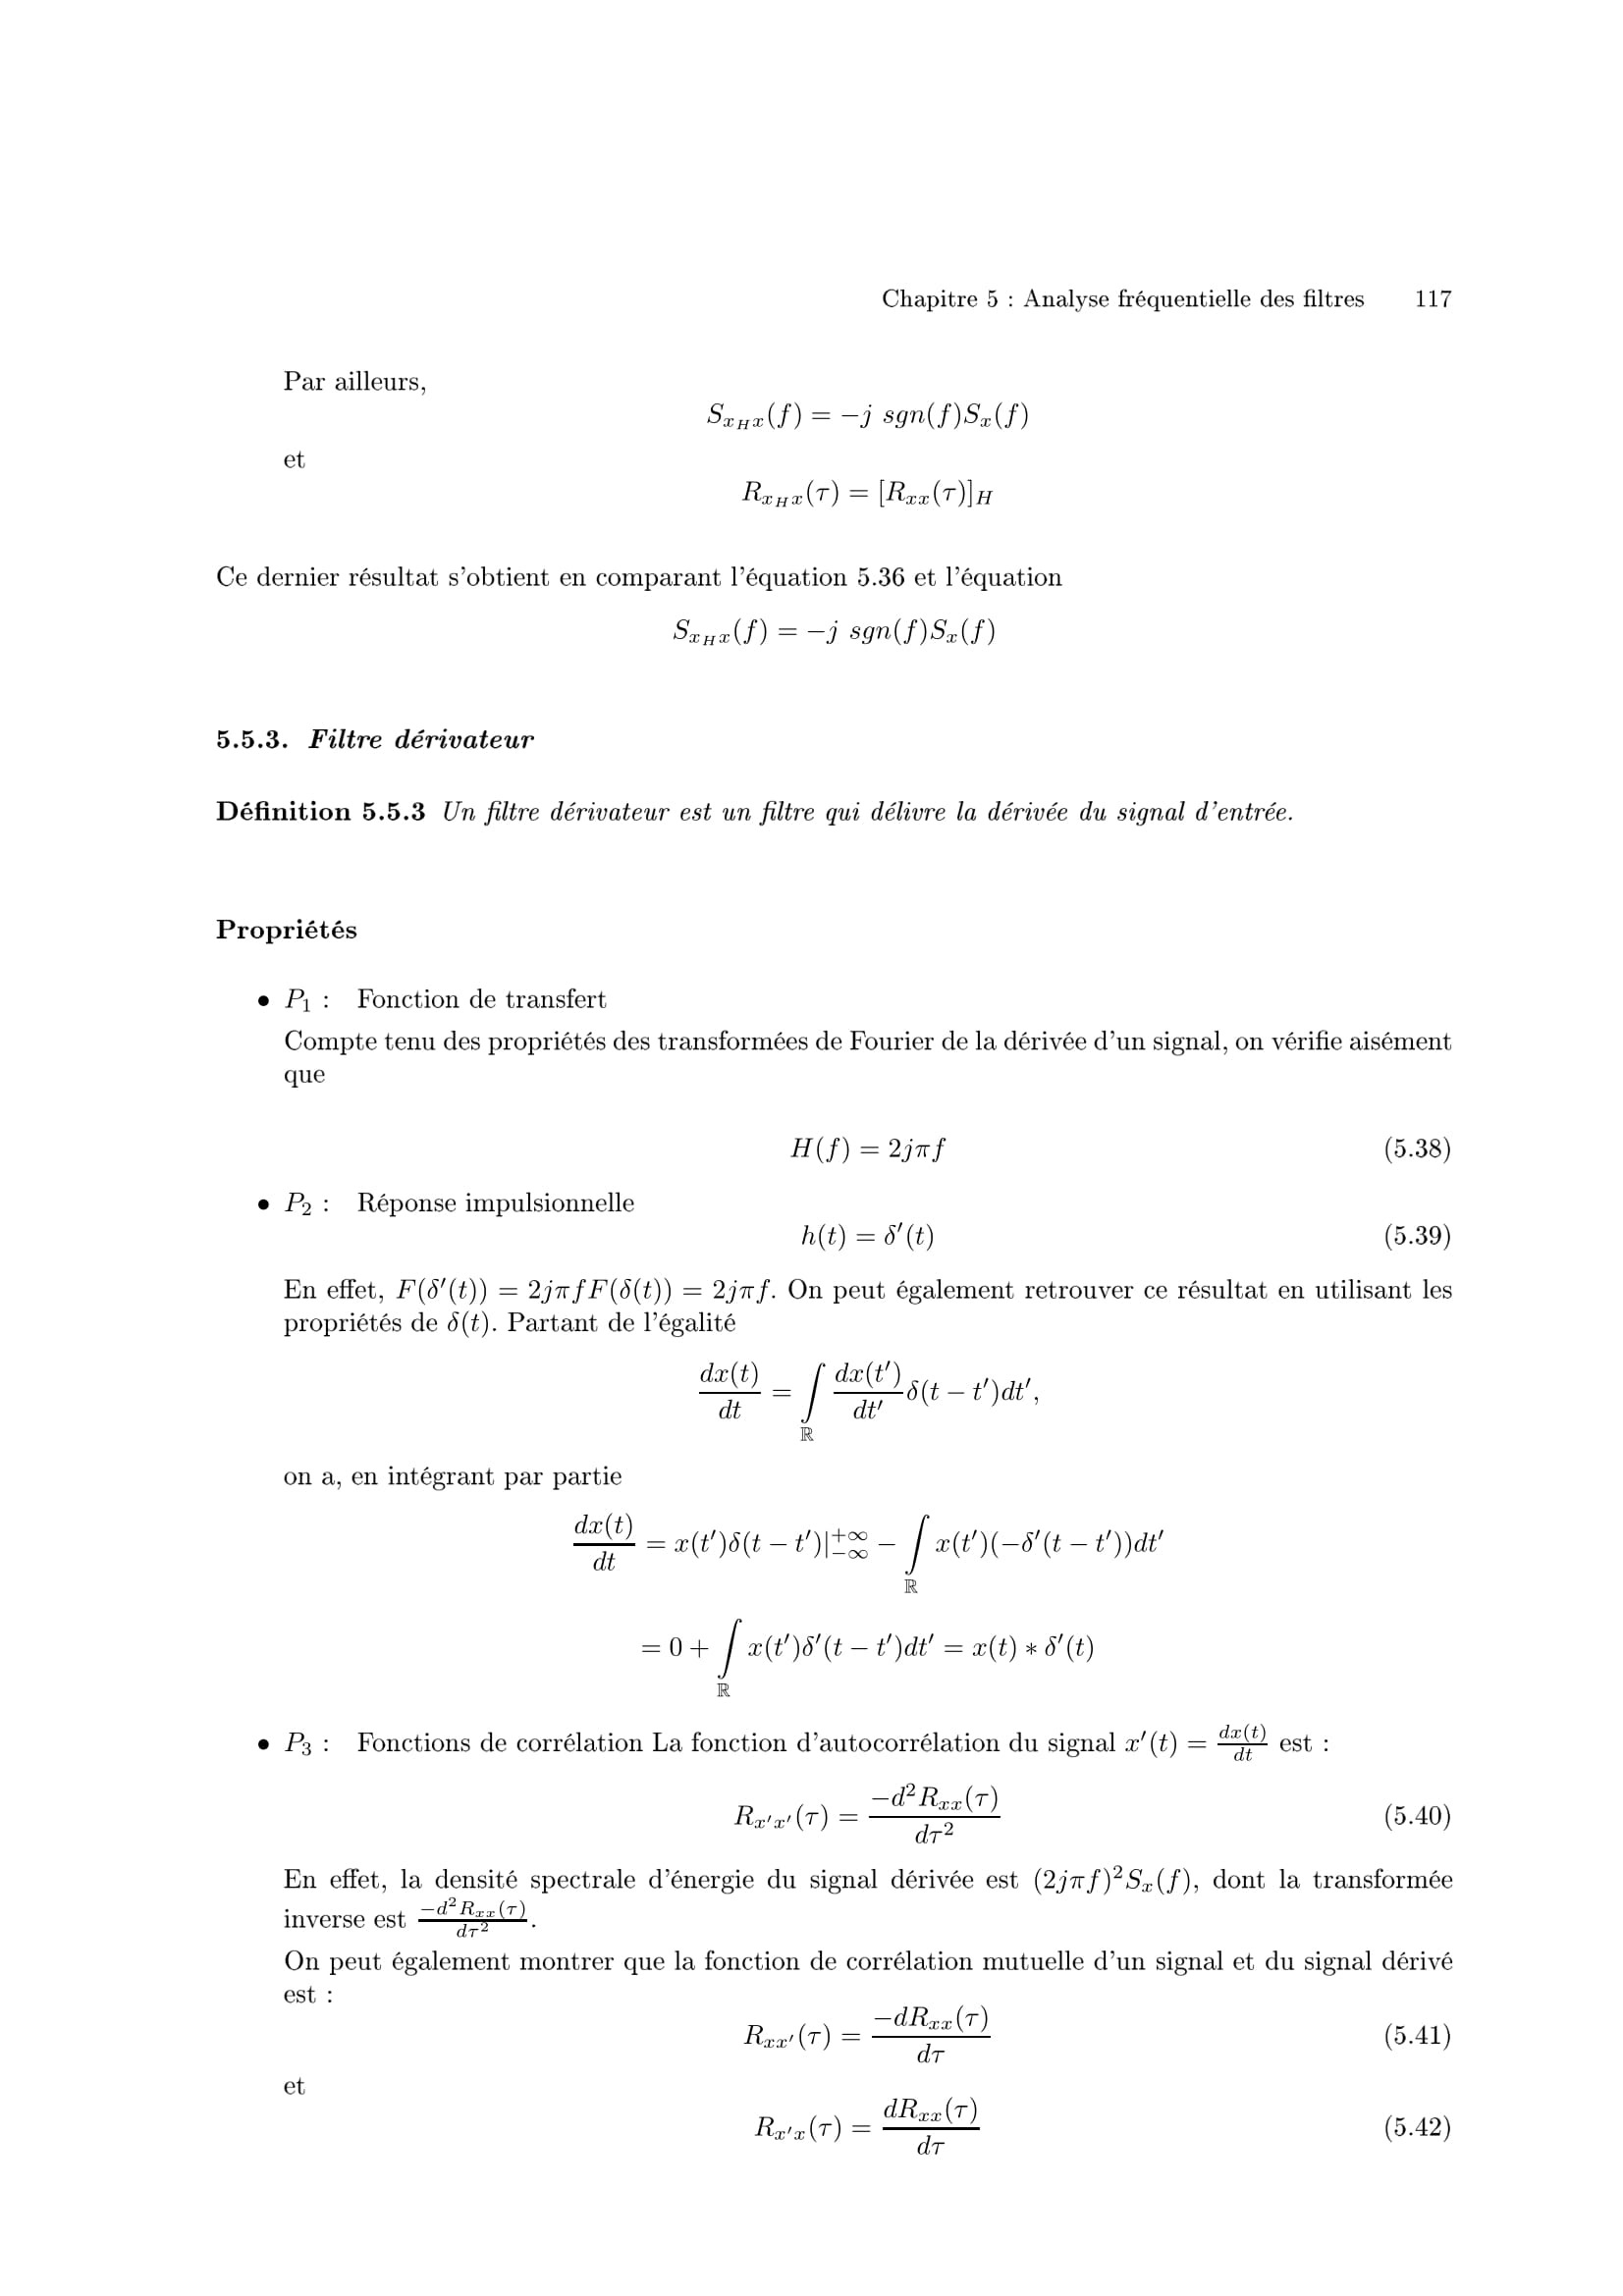 Chapitre 5 : Analyse fréquentielle des filtres 117
Par ailleurs,
$S_{x_H x}(f) = -j\ sgn(f)S_x(f)$
et
$R_{x_H x}(\tau) = [R_{xx}(\tau)]_H$
Ce dernier résultat s'obtient en comparant l'équation 5.36 et l'équation
$S_{x_H x}(f) = -j\ sgn(f)S_x(f)$
5.5.3. Filtre dérivateur
Définition 5.5.3 Un filtre dérivateur est un filtre qui délivre la dérivée du signal d'entrée.
Propriétés
• $P_1$ : Fonction de transfert
Compte tenu des propriétés des transformées de Fourier de la dérivée d'un signal, on vérifie aisément
que
$H(f) = 2j\pi f$ (5.38)
• $P_2$ : Réponse impulsionnelle
$h(t) = \delta'(t)$ (5.39)
En effet, $F(\delta'(t)) = 2j\pi f F(\delta(t)) = 2j\pi f$. On peut également retrouver ce résultat en utilisant les
propriétés de $\delta(t)$. Partant de l'égalité
$\frac{dx(t)}{dt} = \int_{\mathbb{R}} \frac{dx(t')}{dt'}\delta(t - t')dt',$
on a, en intégrant par partie
$\frac{dx(t)}{dt} = x(t')\delta(t - t')|_{-\infty}^{+\infty} - \int_{\mathbb{R}} x(t')(-\delta'(t - t'))dt'$
$= 0 + \int_{\mathbb{R}} x(t')\delta'(t - t')dt' = x(t) * \delta'(t)$
• $P_3$ : Fonctions de corrélation La fonction d'autocorrélation du signal $x'(t) = \frac{dx(t)}{dt}$ est :
$R_{x'x'}(\tau) = \frac{-d^2 R_{xx}(\tau)}{d\tau^2}$ (5.40)
En effet, la densité spectrale d'énergie du signal dérivée est $(2j\pi f)^2 S_x(f)$, dont la transformée
inverse est $\frac{-d^2 R_{xx}(\tau)}{d\tau^2}$.
On peut également montrer que la fonction de corrélation mutuelle d'un signal et du signal dérivé
est :
$R_{xx'}(\tau) = \frac{-dR_{xx}(\tau)}{d\tau}$ (5.41)
et
$R_{x'x}(\tau) = \frac{dR_{xx}(\tau)}{d\tau}$ (5.42)